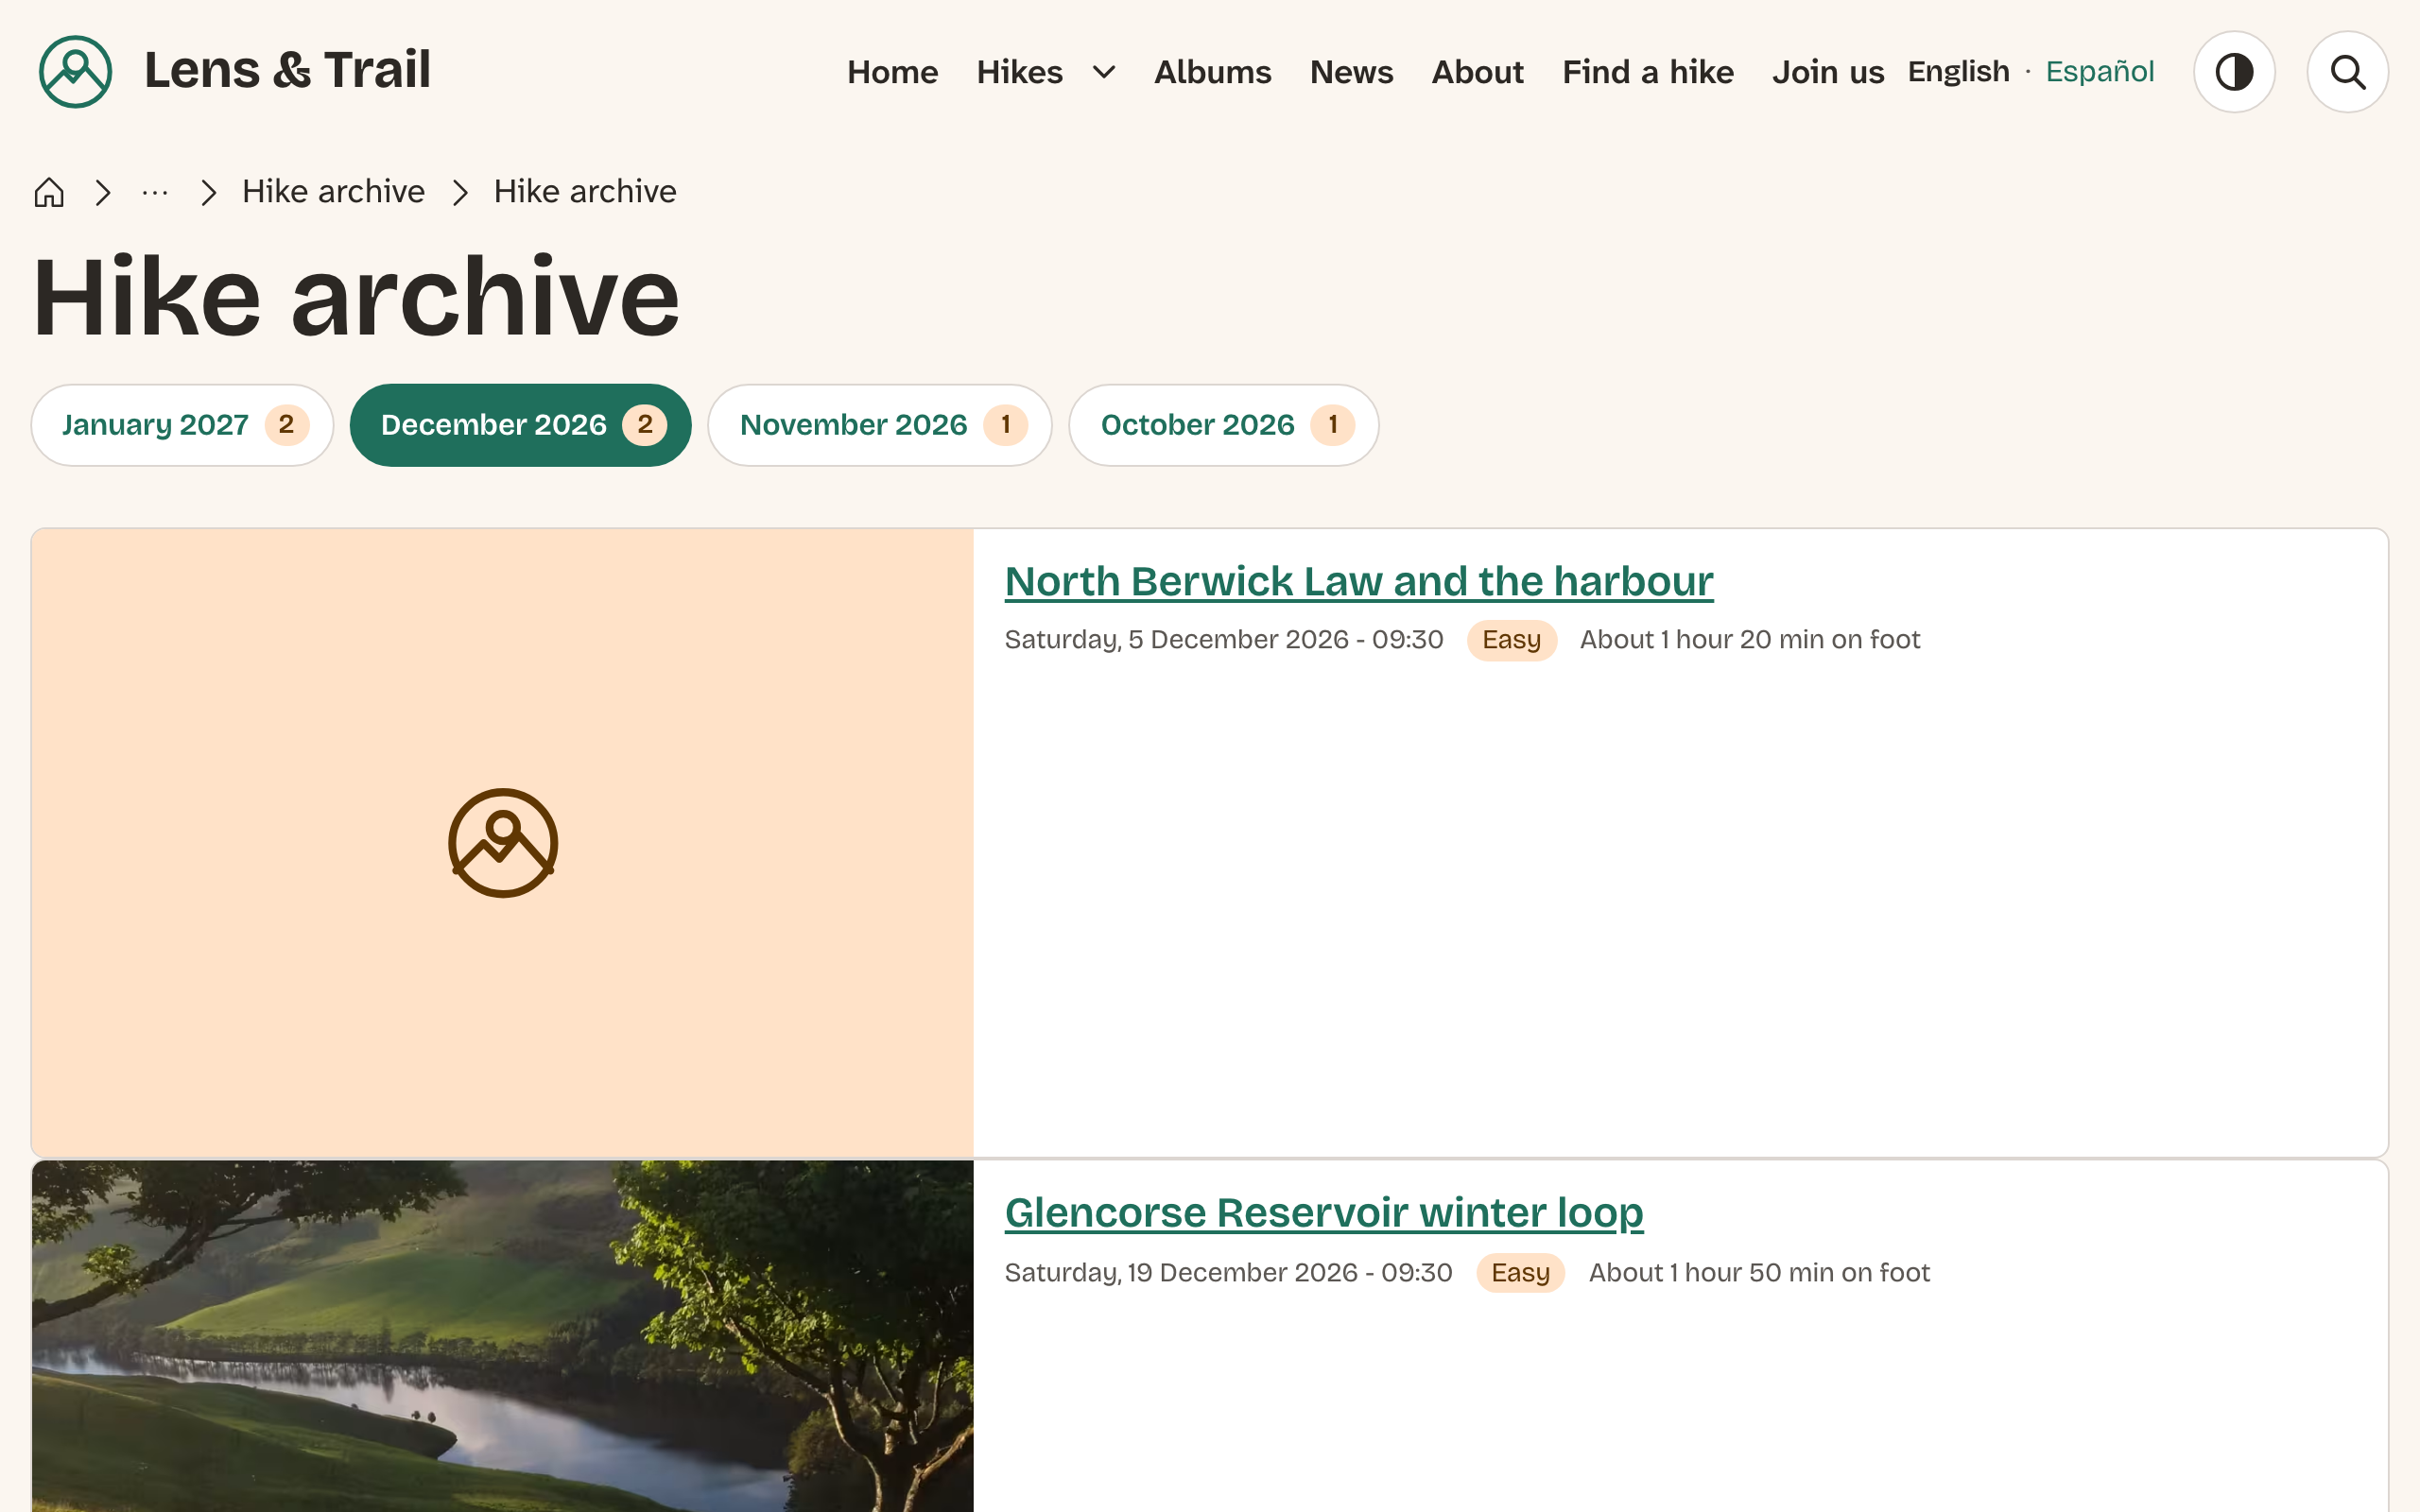 Lens & Trail
Home Hikes Albums News About Find a hike Join us English · Español
··· Hike archive Hike archive
Hike archive
January 2027 2 December 2026 2 November 2026 1 October 2026 1
North Berwick Law and the harbour
Saturday, 5 December 2026 - 09:30 Easy About 1 hour 20 min on foot
Glencorse Reservoir winter loop
Saturday, 19 December 2026 - 09:30 Easy About 1 hour 50 min on foot